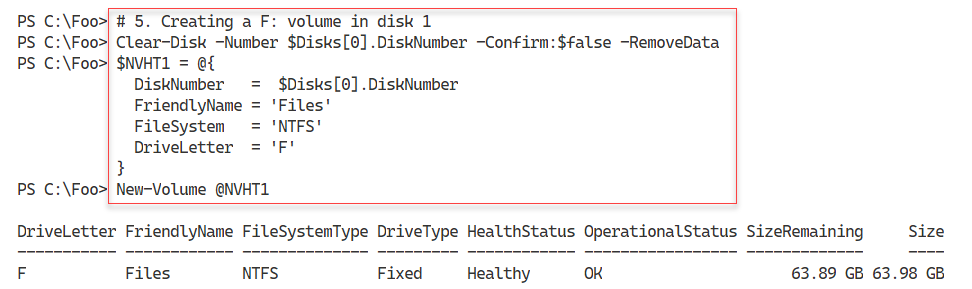 PS C:\Foo> # 5. Creating a F: volume in disk 1
PS C:\Foo> Clear-Disk -Number $Disks[0].DiskNumber -Confirm:$false -RemoveData
PS C:\Foo> $NVHT1 = @{
  DiskNumber   =  $Disks[0].DiskNumber
  FriendlyName = 'Files'
  FileSystem   = 'NTFS'
  DriveLetter  = 'F'
}
PS C:\Foo> New-Volume @NVHT1
DriveLetter FriendlyName FileSystemType DriveType HealthStatus OperationalStatus SizeRemaining     Size
----------- ------------ -------------- --------- ------------ ----------------- -------------     ----
F           Files        NTFS           Fixed     Healthy      OK                     63.89 GB 63.98 GB